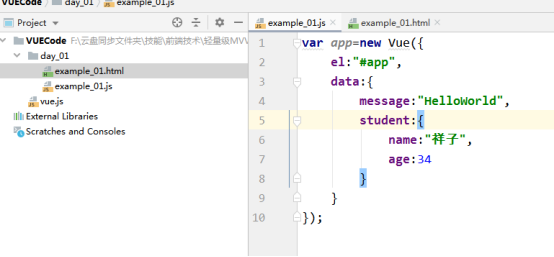 VUECode
day_01
example_01.js
Project
VUECode F:\云盘同步文件夹\技能\前端技术\轻量级MVV
day_01
example_01.html
example_01.js
vue.js
External Libraries
Scratches and Consoles
example_01.js
example_01.html
1 var app=new Vue({
2 el:"#app",
3 data:{
4 message:"HelloWorld",
5 student:{
6 name:"祥子",
7 age:34
8 }
9 }
10 });